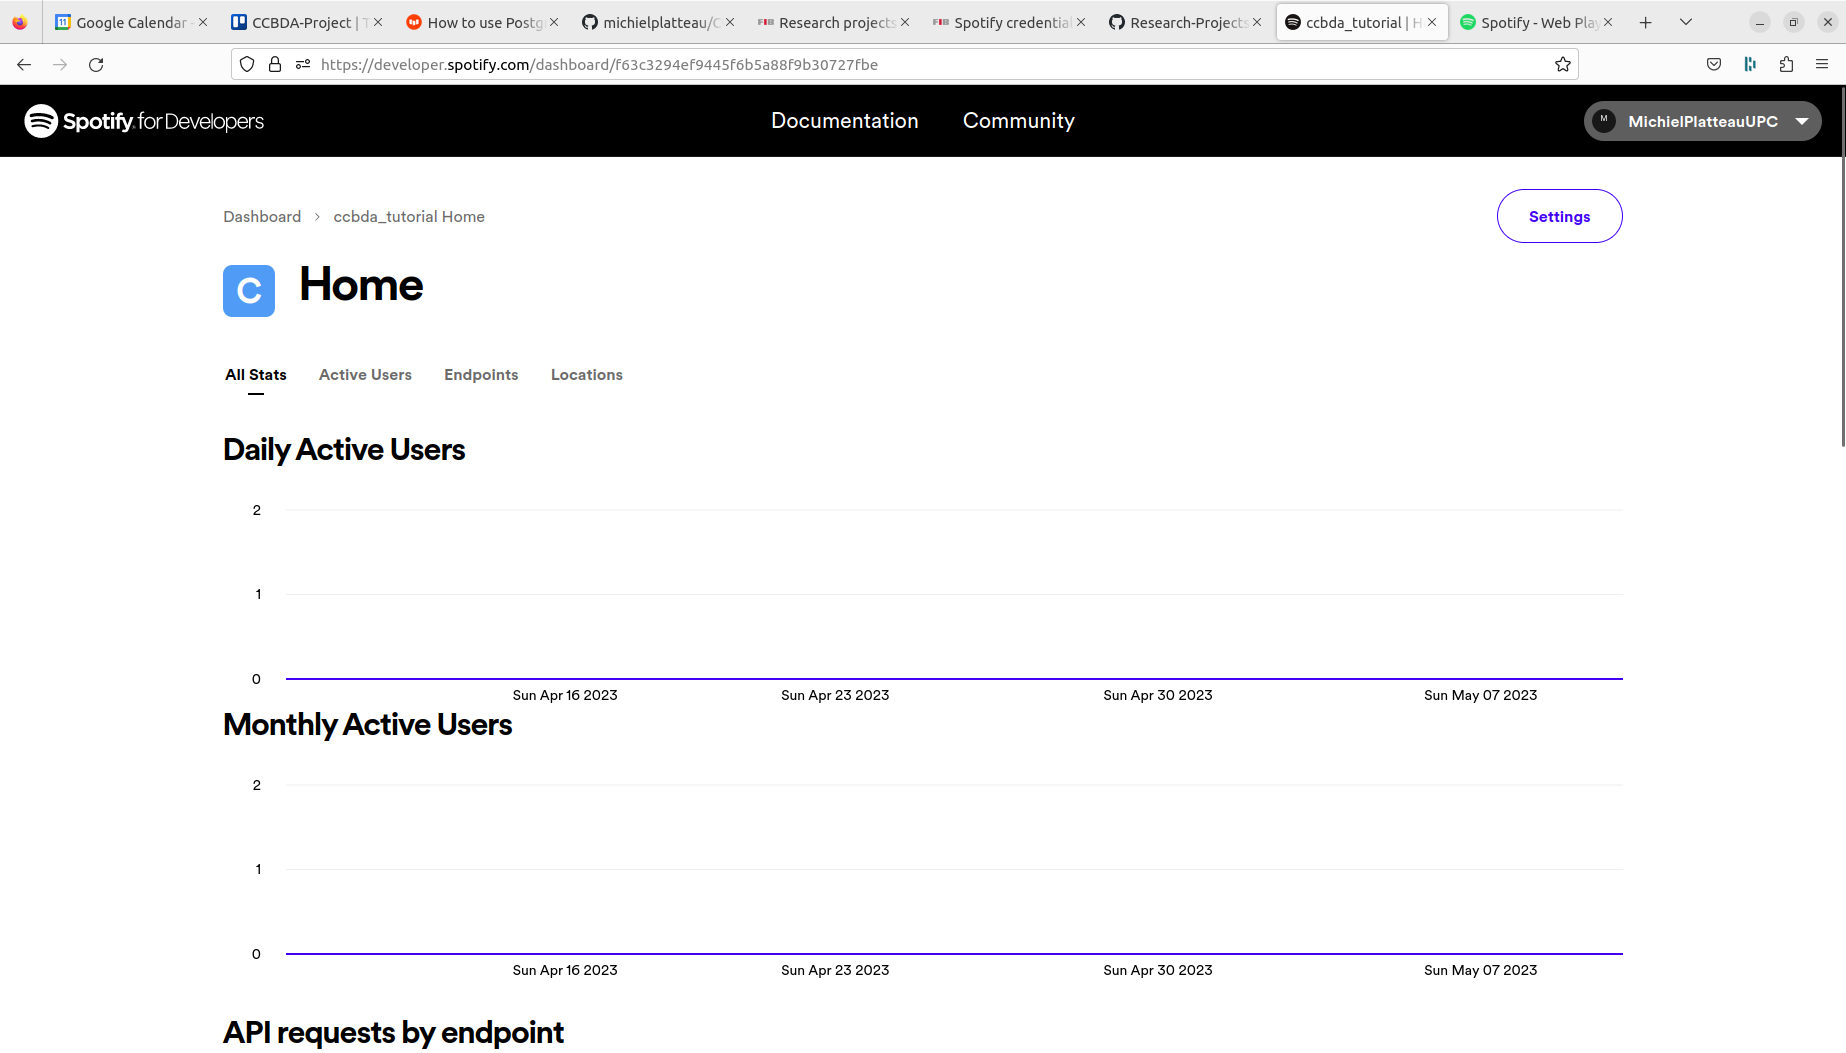 Google Calendar -
CCBDA-Project | T
How to use Postg
michielplatteau/C
Research projects
Spotify credential
Research-Projects
ccbda_tutorial | H
Spotify - Web Play
https://developer.spotify.com/dashboard/f63c3294ef9445f6b5a88f9b30727fbe
Spotify for Developers
Documentation
Community
M
MichielPlatteauUPC
Dashboard > ccbda_tutorial Home
Settings
C
Home
All Stats
Active Users
Endpoints
Locations
Daily Active Users
2
1
0
Sun Apr 16 2023
Sun Apr 23 2023
Sun Apr 30 2023
Sun May 07 2023
Monthly Active Users
2
1
0
Sun Apr 16 2023
Sun Apr 23 2023
Sun Apr 30 2023
Sun May 07 2023
API requests by endpoint